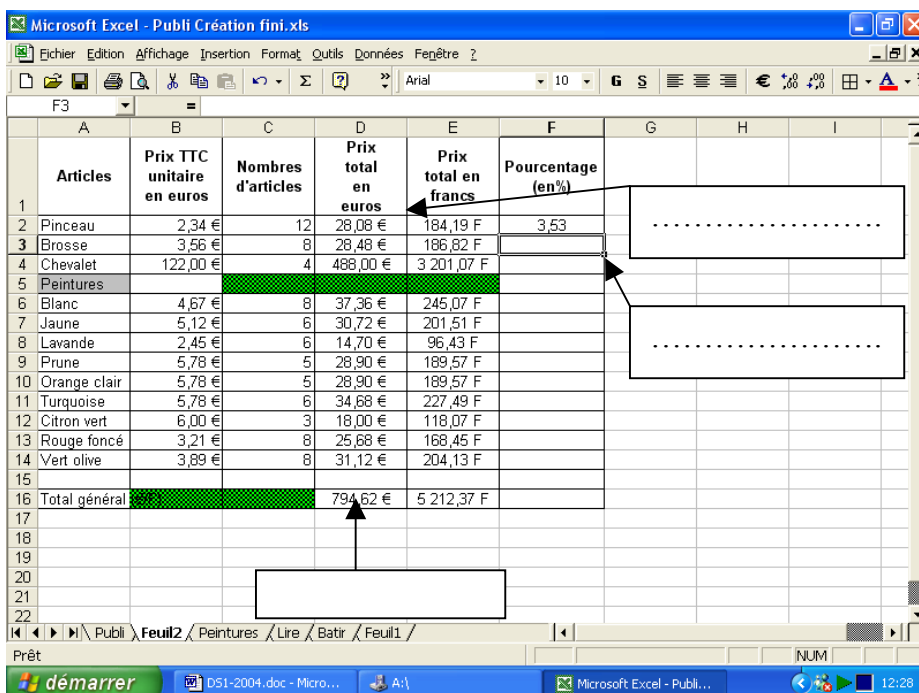 Microsoft Excel - Publi Création fini.xls
Fichier Edition Affichage Insertion Format Outils Données Fenêtre ?
Arial 10 G S
F3 =
A B C D E F G H I
1 Articles Prix TTC unitaire en euros Nombres d'articles Prix total en euros Prix total en francs Pourcentage (en%)
2 Pinceau 2,34 € 12 28,08 € 184,19 F 3,53
3 Brosse 3,56 € 8 28,48 € 186,82 F
4 Chevalet 122,00 € 4 488,00 € 3 201,07 F
5 Peintures
6 Blanc 4,67 € 8 37,36 € 245,07 F
7 Jaune 5,12 € 6 30,72 € 201,51 F
8 Lavande 2,45 € 6 14,70 € 96,43 F
9 Prune 5,78 € 5 28,90 € 189,57 F
10 Orange clair 5,78 € 5 28,90 € 189,57 F
11 Turquoise 5,78 € 6 34,68 € 227,49 F
12 Citron vert 6,00 € 3 18,00 € 118,07 F
13 Rouge foncé 3,21 € 8 25,68 € 168,45 F
14 Vert olive 3,89 € 8 31,12 € 204,13 F
15
16 Total général 794,62 € 5 212,37 F
17
18
19
20
21
22
Publi Feuil2 Peintures Lire Batir Feuil1
Prêt NUM
démarrer DS1-2004.doc - Micro... A:\ Microsoft Excel - Publi... 12:28